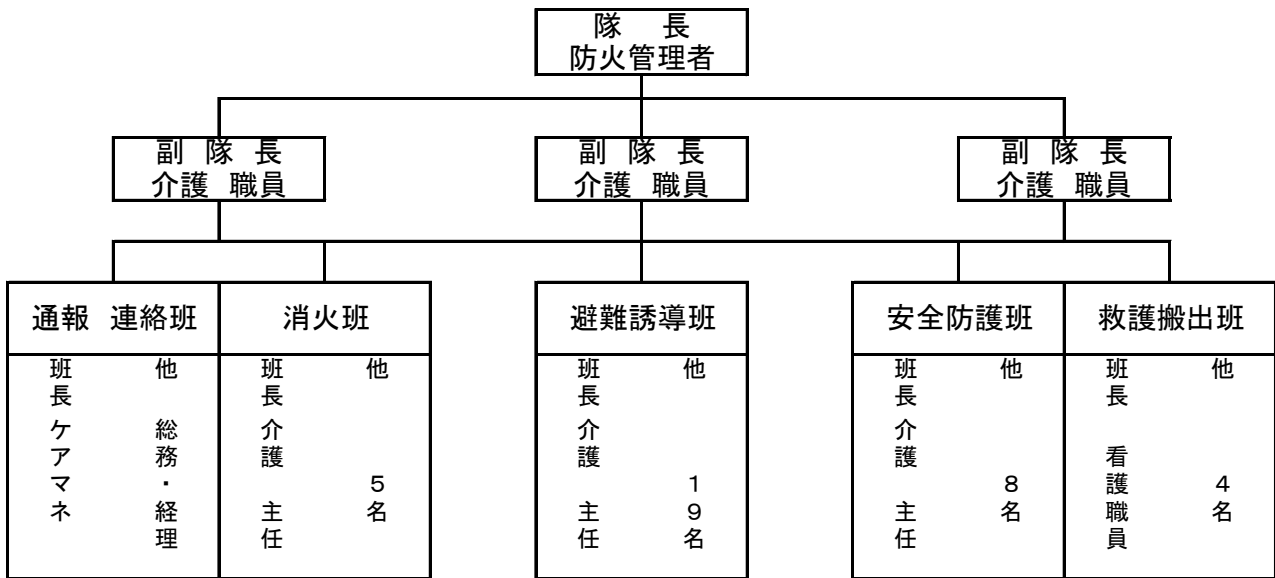 隊　長
防火管理者
副 隊 長
介護 職員
副 隊 長
介護 職員
副 隊 長
介護 職員
通報 連絡班
班長 ケアマネ
他 総務・経理
消火班
班長 介護 主任
他 5名
避難誘導班
班長 介護 主任
他 19名
安全防護班
班長 介護 主任
他 8名
救護搬出班
班長 看護職員
他 4名